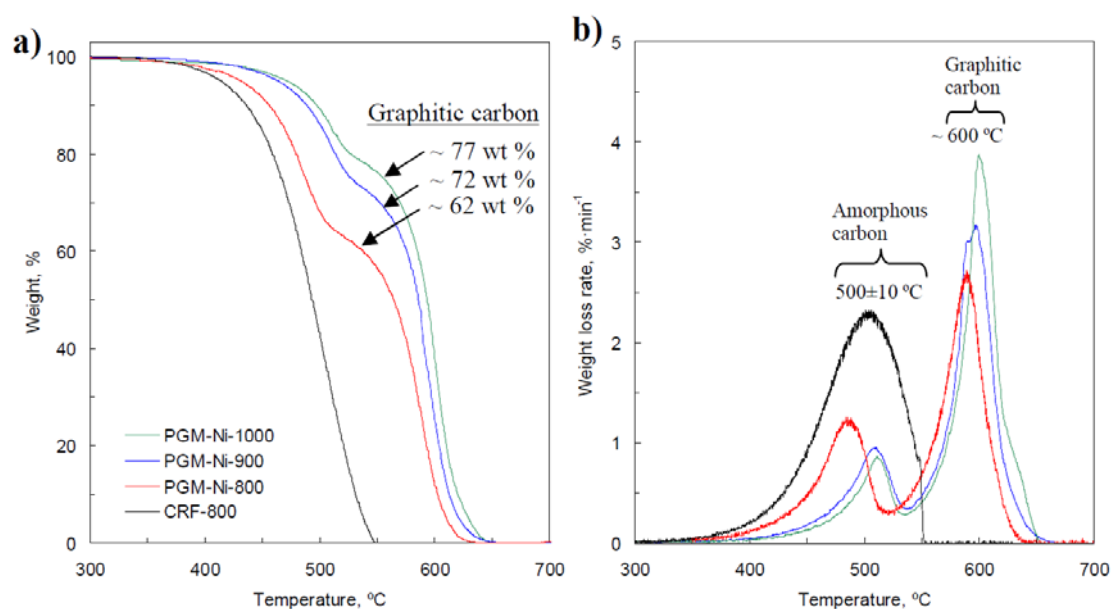 a)
100
80
60
40
20
0
Weight, %
300
400
500
600
700
Temperature, ºC
Graphitic carbon
~ 77 wt %
~ 72 wt %
~ 62 wt %
PGM-Ni-1000
PGM-Ni-900
PGM-Ni-800
CRF-800
b)
5
4
3
2
1
0
Weight loss rate, %·min⁻¹
300
400
500
600
700
Temperature, ºC
Graphitic
carbon
~ 600 ºC
Amorphous
carbon
500±10 ºC